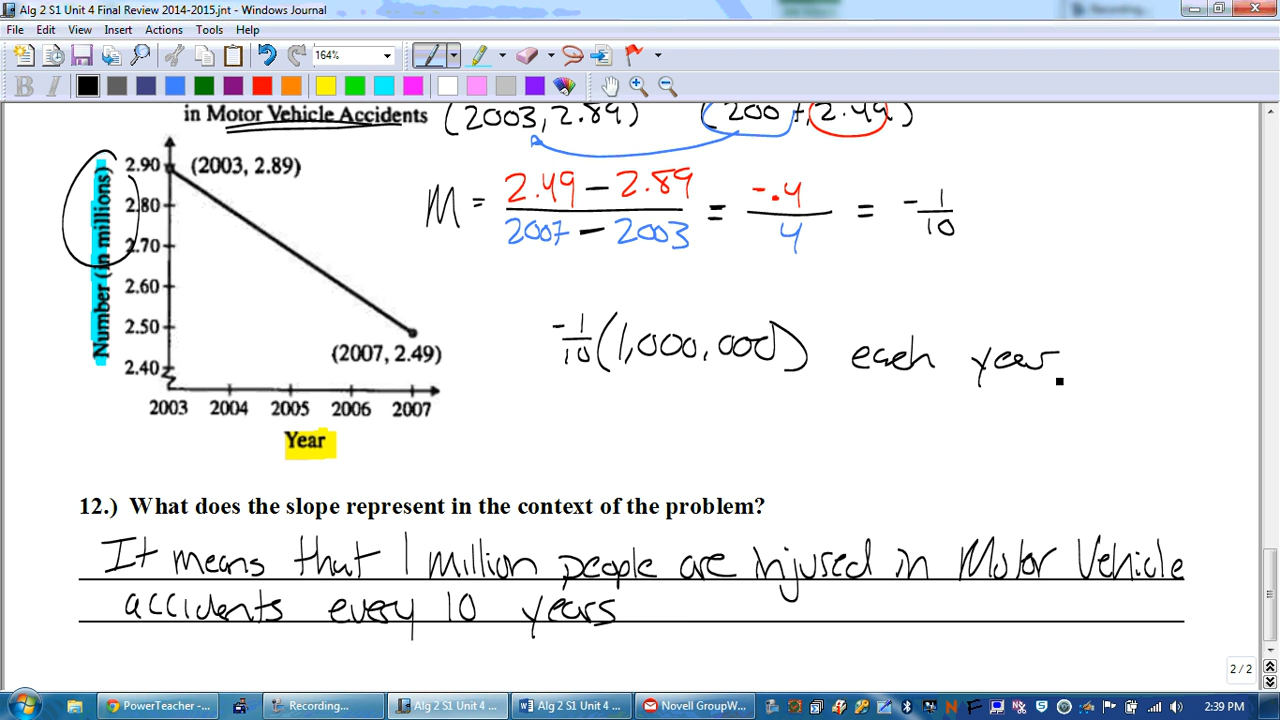 Alg 2 S1 Unit 4 Final Review 2014-2015.jnt - Windows Journal
Recording...
File Edit View Insert Actions Tools Help
164%
B I
in Motor Vehicle Accidents (2003, 2.89) (2007, 2.49)
Number (in millions)
2.90
2.80
2.70
2.60
2.50
2.40
(2003, 2.89)
(2007, 2.49)
2003 2004 2005 2006 2007
Year
M = 2.49 - 2.89 = -.4 = - 1
2007 - 2003 4 10
-1/10 (1,000,000) each year.
12.) What does the slope represent in the context of the problem?
It means that 1 million people are injused in Motor Vehicle
accidents every 10 years
2 / 2
PowerTeacher -... Recording... Alg 2 S1 Unit 4 ... Alg 2 S1 Unit 4 ... Novell GroupW... 2:39 PM